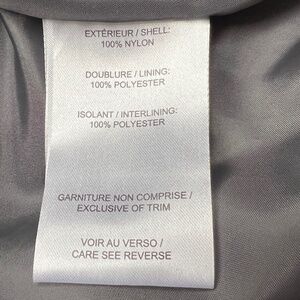 EXTÉRIEUR / SHELL:
100% NYLON
DOUBLURE / LINING:
100% POLYESTER
ISOLANT / INTERLINING:
100% POLYESTER
GARNITURE NON COMPRISE /
EXCLUSIVE OF TRIM
VOIR AU VERSO /
CARE SEE REVERSE